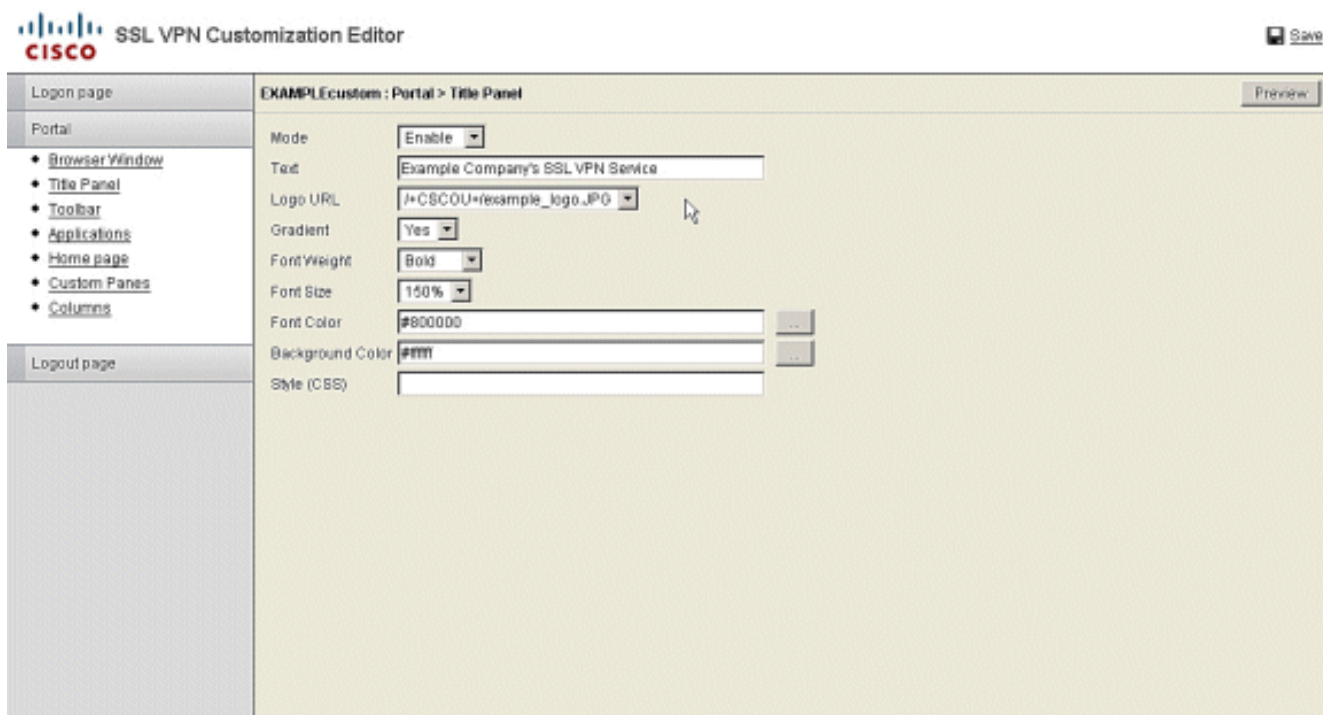 CISCO
SSL VPN Customization Editor
Save
Logon page
Portal
Browser Window
Title Panel
Toolbar
Applications
Home page
Custom Panes
Columns
Logout page
EXAMPLEcustom : Portal > Title Panel
Preview
Mode Enable
Text Example Company's SSL VPN Service
Logo URL /+CSCOU+/example_logo.JPG
Gradient Yes
Font Weight Bold
Font Size 150%
Font Color #800000 ...
Background Color #ffffff ...
Style (CSS)